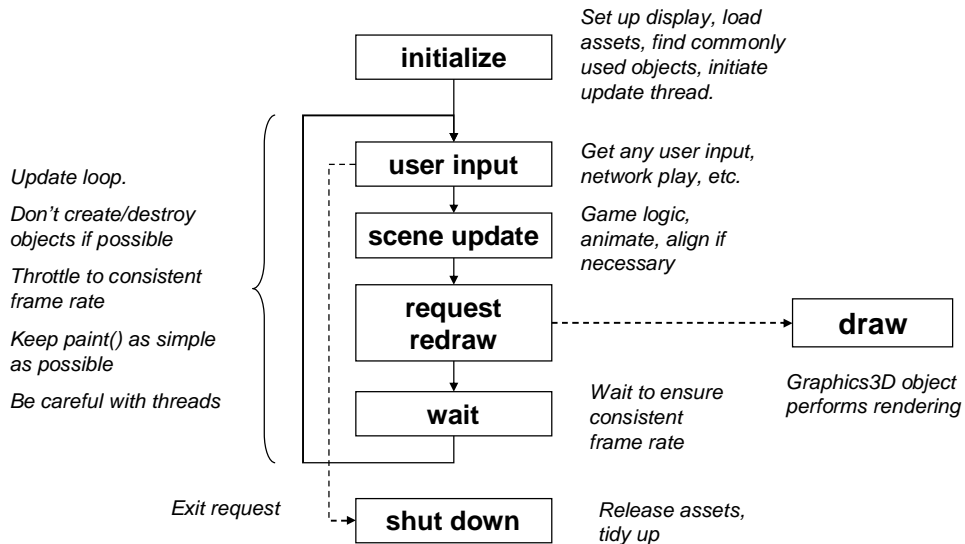 initialize
Set up display, load
assets, find commonly
used objects, initiate
update thread.
Update loop.
Don't create/destroy
objects if possible
Throttle to consistent
frame rate
Keep paint() as simple
as possible
Be careful with threads
user input
Get any user input,
network play, etc.
scene update
Game logic,
animate, align if
necessary
request
redraw
draw
Graphics3D object
performs rendering
wait
Wait to ensure
consistent
frame rate
Exit request
shut down
Release assets,
tidy up